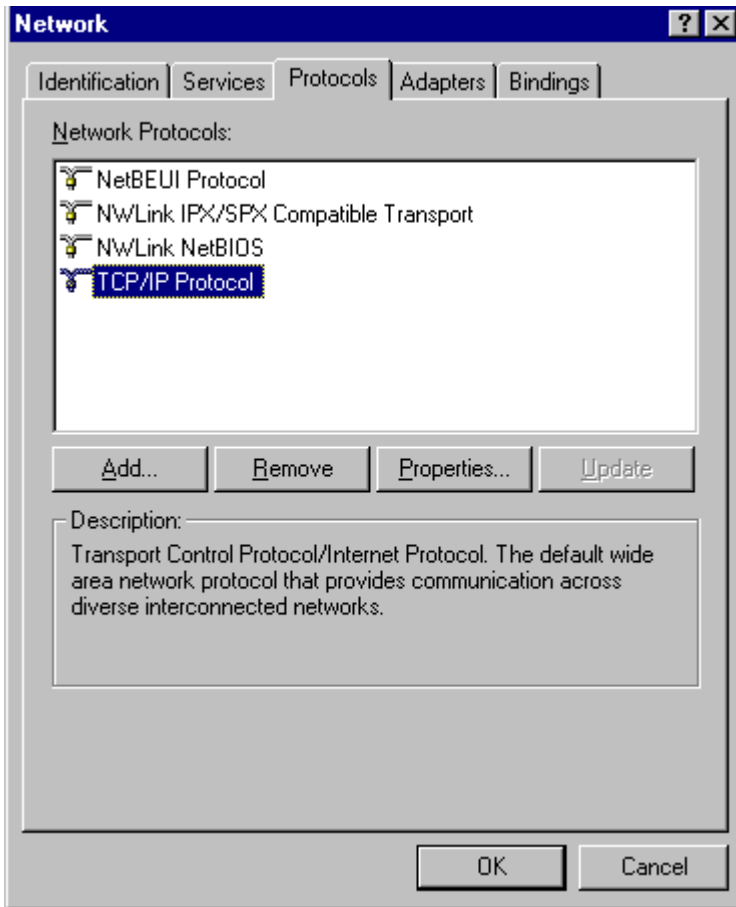 Network
Identification Services Protocols Adapters Bindings
Network Protocols:
NetBEUI Protocol
NWLink IPX/SPX Compatible Transport
NWLink NetBIOS
TCP/IP Protocol
Add... Remove Properties... Update
Description:
Transport Control Protocol/Internet Protocol. The default wide
area network protocol that provides communication across
diverse interconnected networks.
OK Cancel